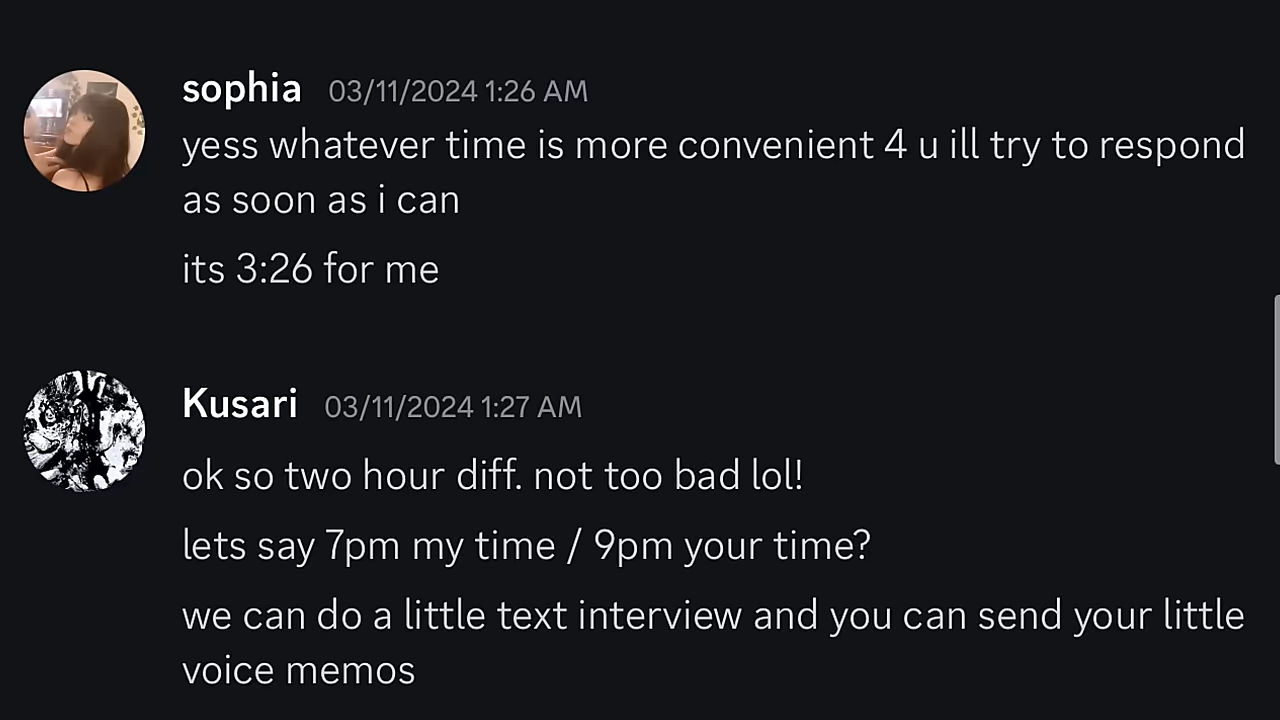 sophia 03/11/2024 1:26 AM
yess whatever time is more convenient 4 u ill try to respond
as soon as i can
its 3:26 for me
Kusari 03/11/2024 1:27 AM
ok so two hour diff. not too bad lol!
lets say 7pm my time / 9pm your time?
we can do a little text interview and you can send your little
voice memos